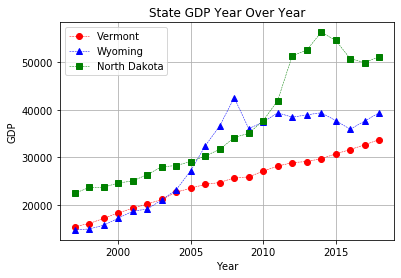 State GDP Year Over Year
Vermont
Wyoming
North Dakota
50000
40000
30000
20000
GDP
2000 2005 2010 2015
Year